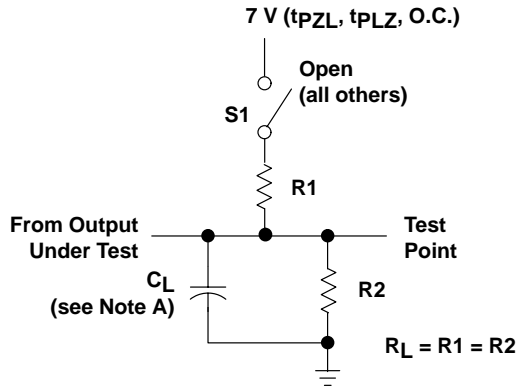 7 V (tPZL, tPLZ, O.C.)
Open
(all others)
S1
R1
From Output
Under Test
Test
Point
CL
(see Note A)
R2
RL = R1 = R2